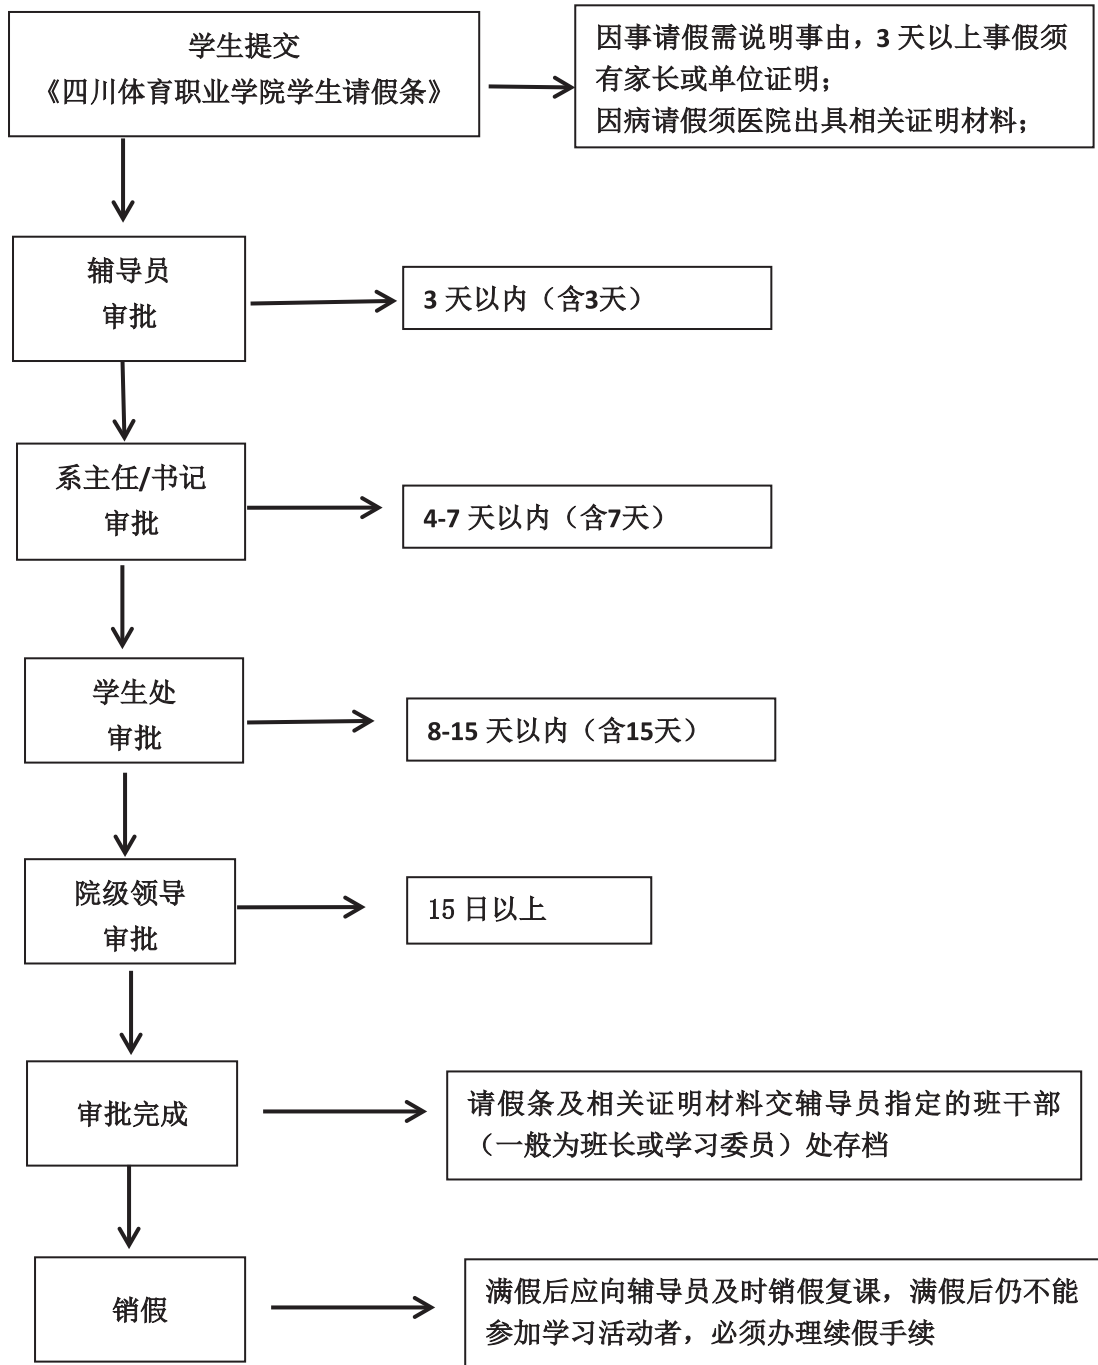 学生提交
《四川体育职业学院学生请假条》
因事请假需说明事由，3 天以上事假须
有家长或单位证明；
因病请假须医院出具相关证明材料；
辅导员
审批
3 天以内（含3天）
系主任/书记
审批
4-7 天以内（含7天）
学生处
审批
8-15 天以内（含15天）
院级领导
审批
15 日以上
审批完成
请假条及相关证明材料交辅导员指定的班干部
（一般为班长或学习委员）处存档
销假
满假后应向辅导员及时销假复课，满假后仍不能
参加学习活动者，必须办理续假手续